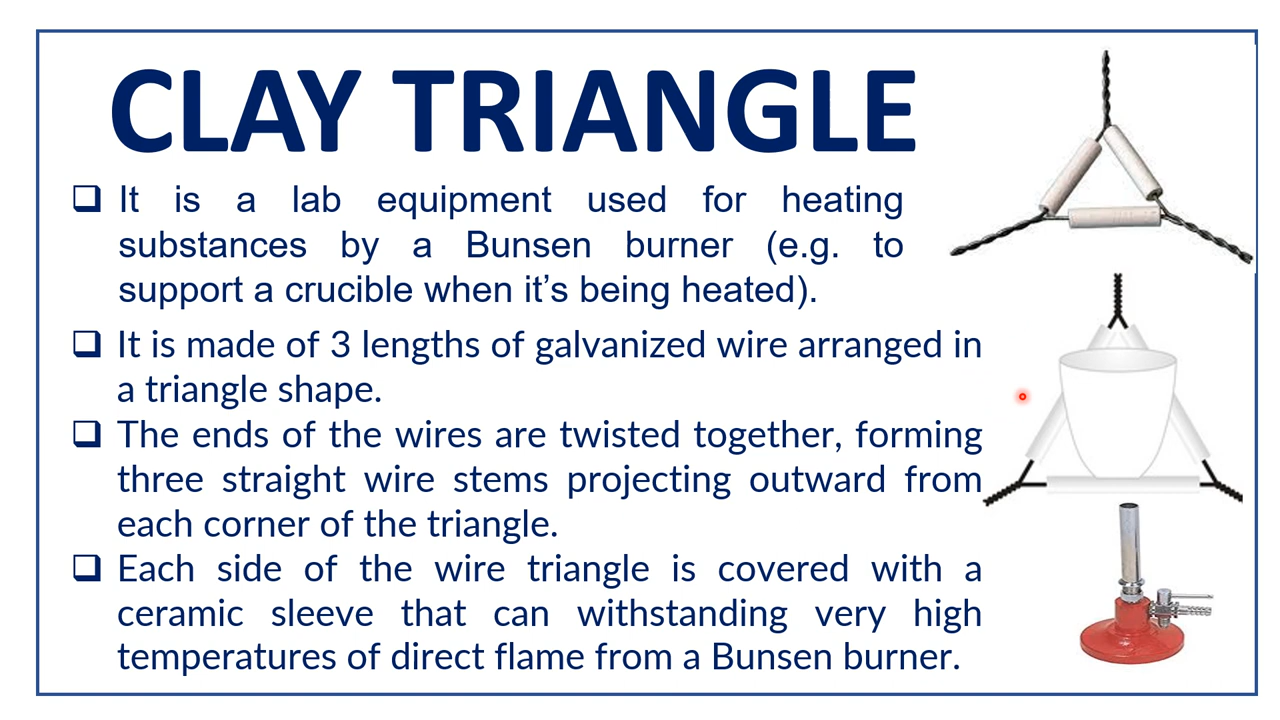 CLAY TRIANGLE
❑ It is a lab equipment used for heating
substances by a Bunsen burner (e.g. to
support a crucible when it’s being heated).
❑ It is made of 3 lengths of galvanized wire arranged in
a triangle shape.
❑ The ends of the wires are twisted together, forming
three straight wire stems projecting outward from
each corner of the triangle.
❑ Each side of the wire triangle is covered with a
ceramic sleeve that can withstanding very high
temperatures of direct flame from a Bunsen burner.